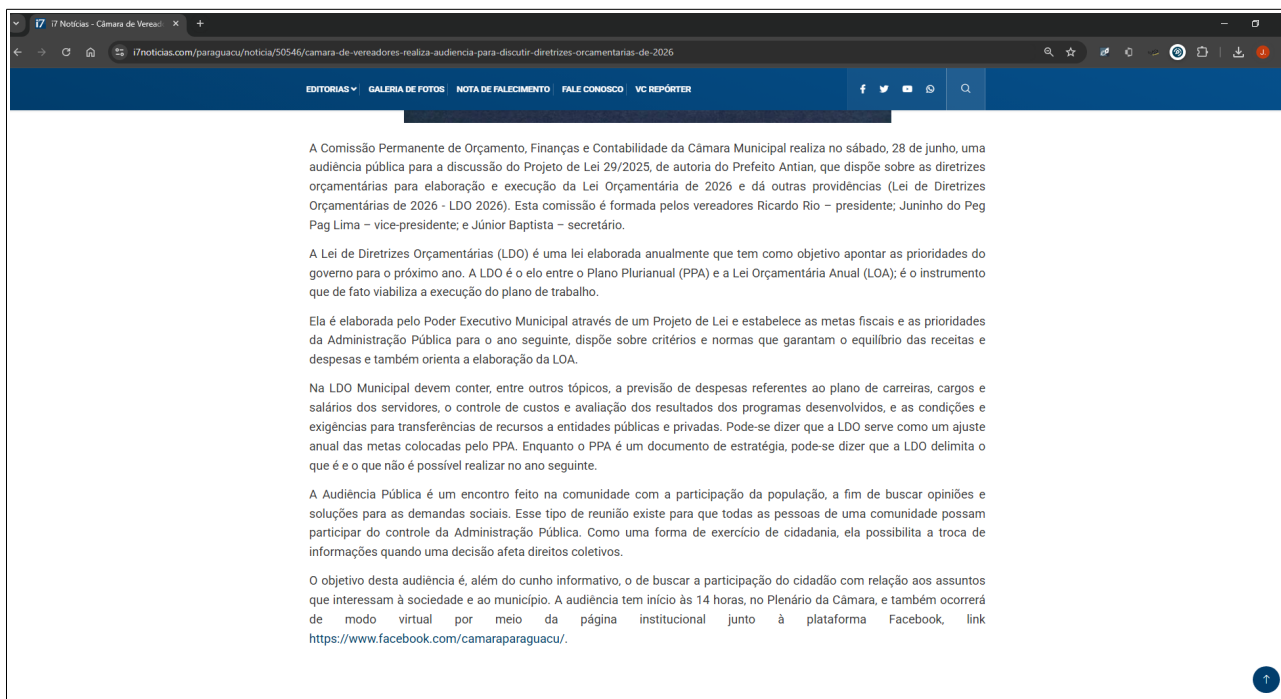 i7 Notícias - Câmara de Veread
i7noticias.com/paraguacu/noticia/50546/camara-de-vereadores-realiza-audiencia-para-discutir-diretrizes-orcamentarias-de-2026
EDITORIAS GALERIA DE FOTOS NOTA DE FALECIMENTO FALE CONOSCO VC REPÓRTER
A Comissão Permanente de Orçamento, Finanças e Contabilidade da Câmara Municipal realiza no sábado, 28 de junho, uma
audiência pública para a discussão do Projeto de Lei 29/2025, de autoria do Prefeito Antian, que dispõe sobre as diretrizes
orçamentárias para elaboração e execução da Lei Orçamentária de 2026 e dá outras providências (Lei de Diretrizes
Orçamentárias de 2026 - LDO 2026). Esta comissão é formada pelos vereadores Ricardo Rio – presidente; Juninho do Peg
Pag Lima – vice-presidente; e Júnior Baptista – secretário.
A Lei de Diretrizes Orçamentárias (LDO) é uma lei elaborada anualmente que tem como objetivo apontar as prioridades do
governo para o próximo ano. A LDO é o elo entre o Plano Plurianual (PPA) e a Lei Orçamentária Anual (LOA); é o instrumento
que de fato viabiliza a execução do plano de trabalho.
Ela é elaborada pelo Poder Executivo Municipal através de um Projeto de Lei e estabelece as metas fiscais e as prioridades
da Administração Pública para o ano seguinte, dispõe sobre critérios e normas que garantam o equilíbrio das receitas e
despesas e também orienta a elaboração da LOA.
Na LDO Municipal devem conter, entre outros tópicos, a previsão de despesas referentes ao plano de carreiras, cargos e
salários dos servidores, o controle de custos e avaliação dos resultados dos programas desenvolvidos, e as condições e
exigências para transferências de recursos a entidades públicas e privadas. Pode-se dizer que a LDO serve como um ajuste
anual das metas colocadas pelo PPA. Enquanto o PPA é um documento de estratégia, pode-se dizer que a LDO delimita o
que é e o que não é possível realizar no ano seguinte.
A Audiência Pública é um encontro feito na comunidade com a participação da população, a fim de buscar opiniões e
soluções para as demandas sociais. Esse tipo de reunião existe para que todas as pessoas de uma comunidade possam
participar do controle da Administração Pública. Como uma forma de exercício de cidadania, ela possibilita a troca de
informações quando uma decisão afeta direitos coletivos.
O objetivo desta audiência é, além do cunho informativo, o de buscar a participação do cidadão com relação aos assuntos
que interessam à sociedade e ao município. A audiência tem início às 14 horas, no Plenário da Câmara, e também ocorrerá
de modo virtual por meio da página institucional junto à plataforma Facebook, link
https://www.facebook.com/camaraparaguacu/.